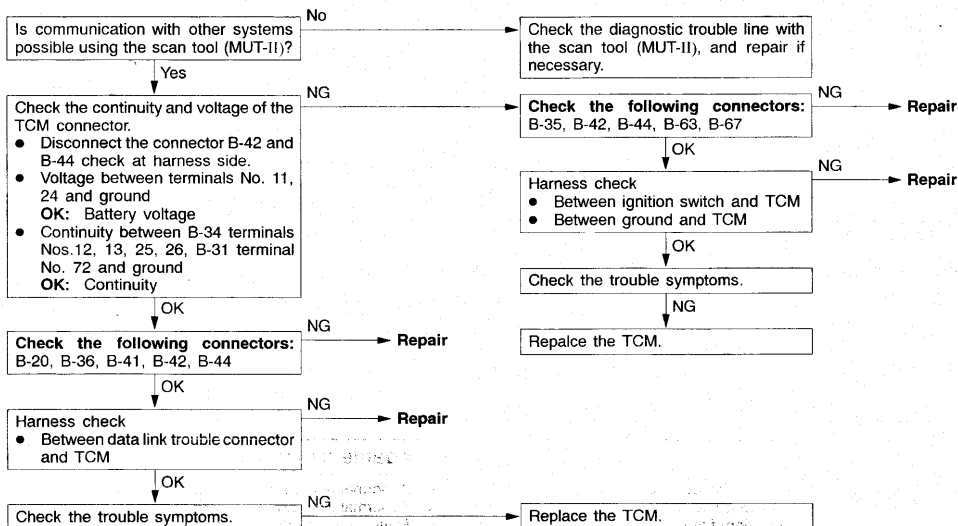 Is communication with other systems
possible using the scan tool (MUT-II)?
No
Check the diagnostic trouble line with
the scan tool (MUT-II), and repair if
necessary.
Yes
Check the continuity and voltage of the
TCM connector.
● Disconnect the connector B-42 and
B-44 check at harness side.
● Voltage between terminals No. 11,
24 and ground
OK: Battery voltage
● Continuity between B-34 terminals
Nos.12, 13, 25, 26, B-31 terminal
No. 72 and ground
OK: Continuity
NG
Check the following connectors:
B-35, B-42, B-44, B-63, B-67
NG
Repair
OK
Harness check
● Between ignition switch and TCM
● Between ground and TCM
NG
Repair
OK
Check the trouble symptoms.
NG
Repalce the TCM.
OK
Check the following connectors:
B-20, B-36, B-41, B-42, B-44
NG
Repair
OK
Harness check
● Between data link trouble connector
and TCM
NG
Repair
OK
Check the trouble symptoms.
NG
Replace the TCM.